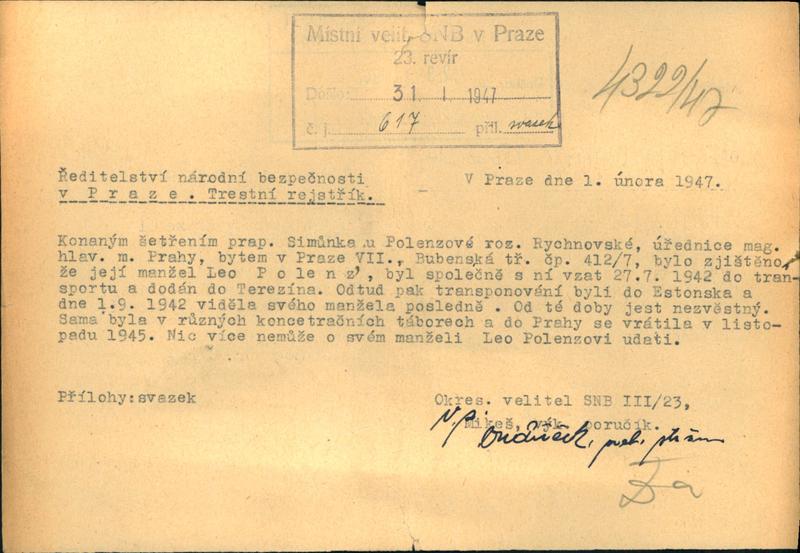 Místní velit. SNB v Praze
23. revír
Došlo: 31 I 1947
č. j. 617 příl. svazek
4322/47
Ředitelství národní bezpečnosti
v Praze. Trestní rejstřík.
V Praze dne 1. února 1947.
Konaným šetřením prap. Simůnka u Polenzové roz. Rychnovské, úřednice mag.
hlav. m. Prahy, bytem v Praze VII., Bubenská tř. čp. 412/7, bylo zjištěno,
že její manžel Leo P o l e n z , byl společně s ní vzat 27.7. 1942 do tran-
sportu a dodán do Terezína. Odtud pak transponování byli do Estonska a
dne 1.9. 1942 viděla svého manžela posledně . Od té doby jest nezvěstný.
Sama byla v různých koncetračních táborech a do Prahy se vrátila v listo-
padu 1945. Nic více nemůže o svém manželi Leo Polenzovi udati.
Přílohy:svazek
Okres. velitel SNB III/23,
Mikeš, výk. poručík.
V.z.